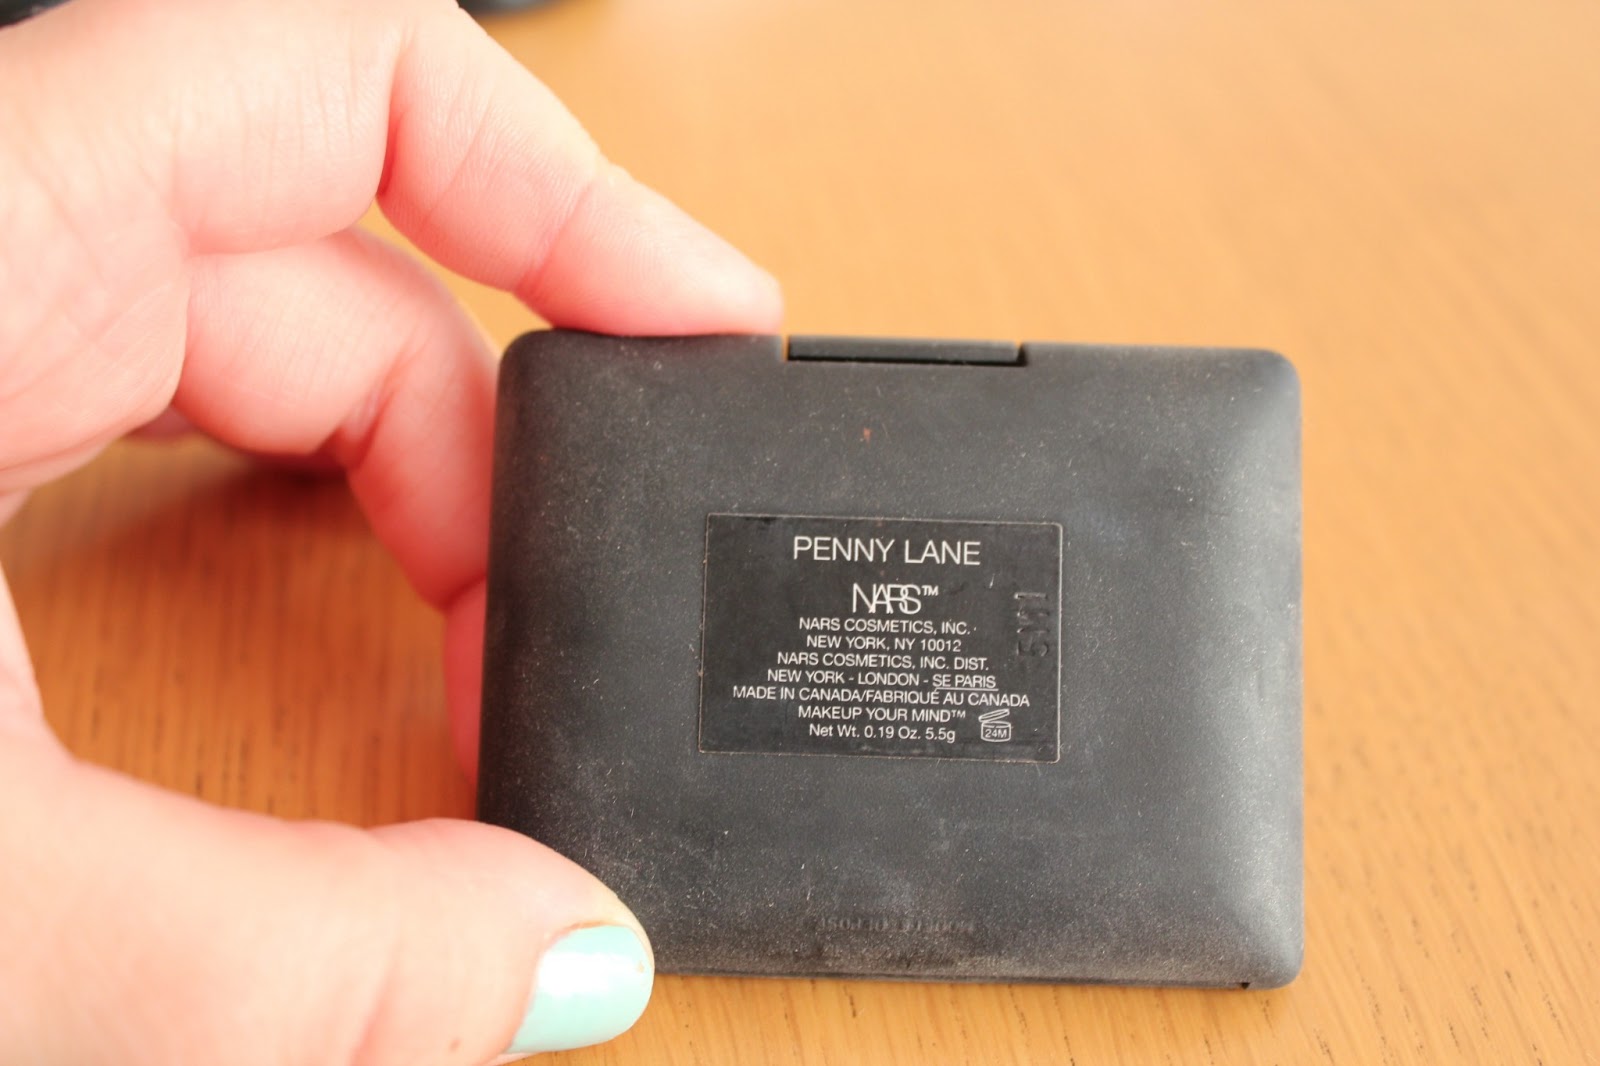 PENNY LANE
NARS™
NARS COSMETICS, INC.
NEW YORK, NY 10012
NARS COSMETICS, INC. DIST.
NEW YORK - LONDON - SE PARIS
MADE IN CANADA/FABRIQUÉ AU CANADA
MAKEUP YOUR MIND™
Net Wt. 0.19 Oz. 5.5g
24M